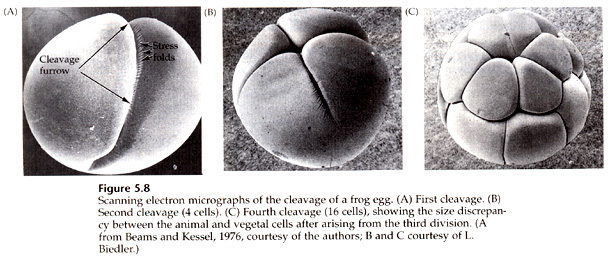 (A)
(B)
(C)
Cleavage
furrow
Stress
folds
Figure 5.8
Scanning electron micrographs of the cleavage of a frog egg. (A) First cleavage. (B)
Second cleavage (4 cells). (C) Fourth cleavage (16 cells), showing the size discrepan-
cy between the animal and vegetal cells after arising from the third division. (A
from Beams and Kessel, 1976, courtesy of the authors; B and C courtesy of L.
Biedler.)